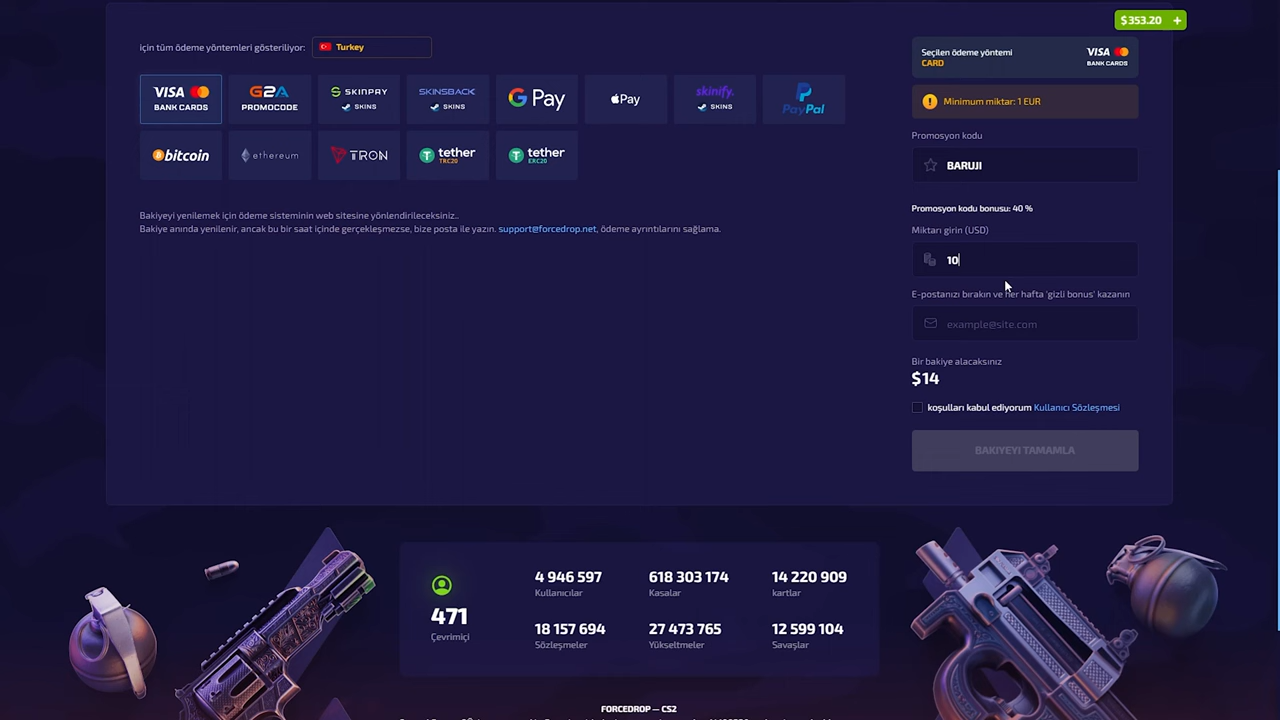 $353.20 +
için tüm ödeme yöntemleri gösteriliyor: Turkey
VISA
BANK CARDS
G2A
PROMOCODE
SKINPAY
SKINS
SKINSBACK
SKINS
G Pay
Pay
skinify.
SKINS
PayPal
bitcoin
ethereum
TRON
tether
TRC20
tether
ERC20
Bakiyeyi yenilemek için ödeme sisteminin web sitesine yönlendirileceksiniz..
Bakiye anında yenilenir, ancak bu bir saat içinde gerçekleşmezse, bize posta ile yazın. support@forcedrop.net, ödeme ayrıntılarını sağlama.
Seçilen ödeme yöntemi
CARD
VISA
BANK CARDS
Minimum miktar: 1 EUR
Promosyon kodu
BARUJI
Promosyon kodu bonusu: 40 %
Miktarı girin (USD)
10
E-postanızı bırakın ve her hafta 'gizli bonus' kazanın
example@site.com
Bir bakiye alacaksınız
$14
koşulları kabul ediyorum Kullanıcı Sözleşmesi
BAKIYEYI TAMAMLA
471
Çevrimiçi
4 946 597
Kullanıcılar
618 303 174
Kasalar
14 220 909
kartlar
18 157 694
Sözleşmeler
27 473 765
Yükseltmeler
12 599 104
Savaşlar
FORCEDROP — CS2